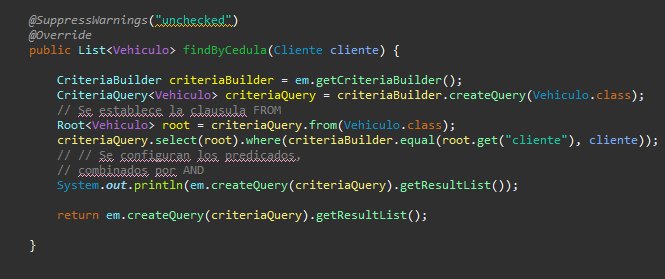 @SuppressWarnings("unchecked")
@Override
public List<Vehiculo> findByCedula(Cliente cliente) {
CriteriaBuilder criteriaBuilder = em.getCriteriaBuilder();
CriteriaQuery<Vehiculo> criteriaQuery = criteriaBuilder.createQuery(Vehiculo.class);
// Se establece la clausula FROM
Root<Vehiculo> root = criteriaQuery.from(Vehiculo.class);
criteriaQuery.select(root).where(criteriaBuilder.equal(root.get("cliente"), cliente));
// // Se configuran los predicados,
// combinados por AND
System.out.println(em.createQuery(criteriaQuery).getResultList());
return em.createQuery(criteriaQuery).getResultList();
}